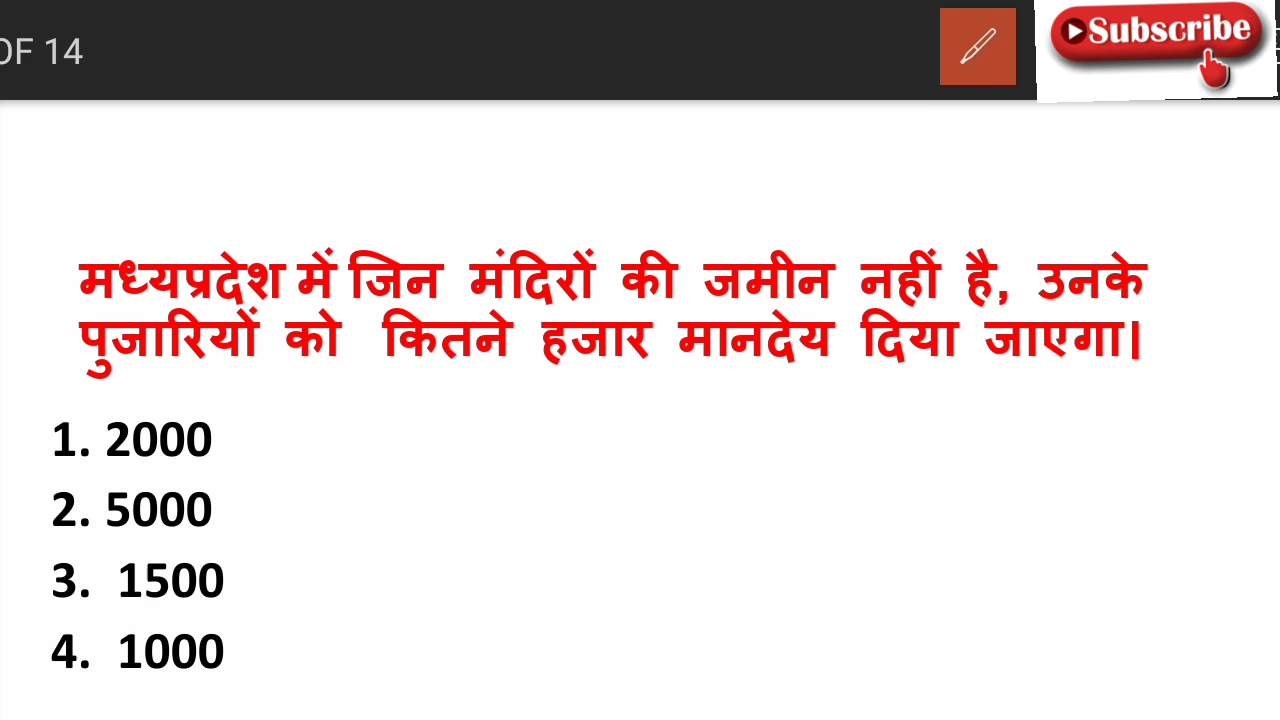 OF 14
Subscribe
मध्यप्रदेश में जिन मंदिरों की जमीन नहीं है, उनके
पुजारियों को कितने हजार मानदेय दिया जाएगा।
1. 2000
2. 5000
3. 1500
4. 1000